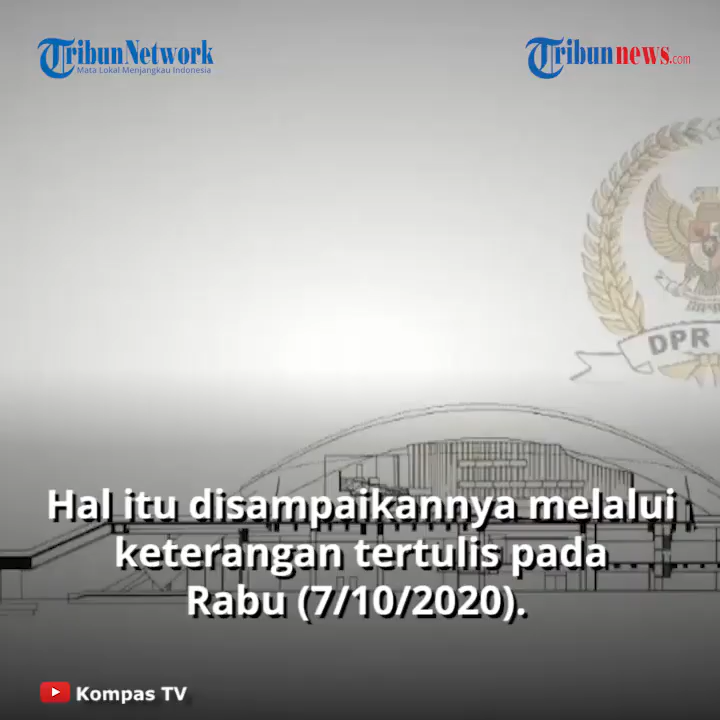 TribunNetwork
Mata Lokal Menjangkau Indonesia
Tribunnews.com
DPR
Hal itu disampaikannya melalui
keterangan tertulis pada
Rabu (7/10/2020).
Kompas TV